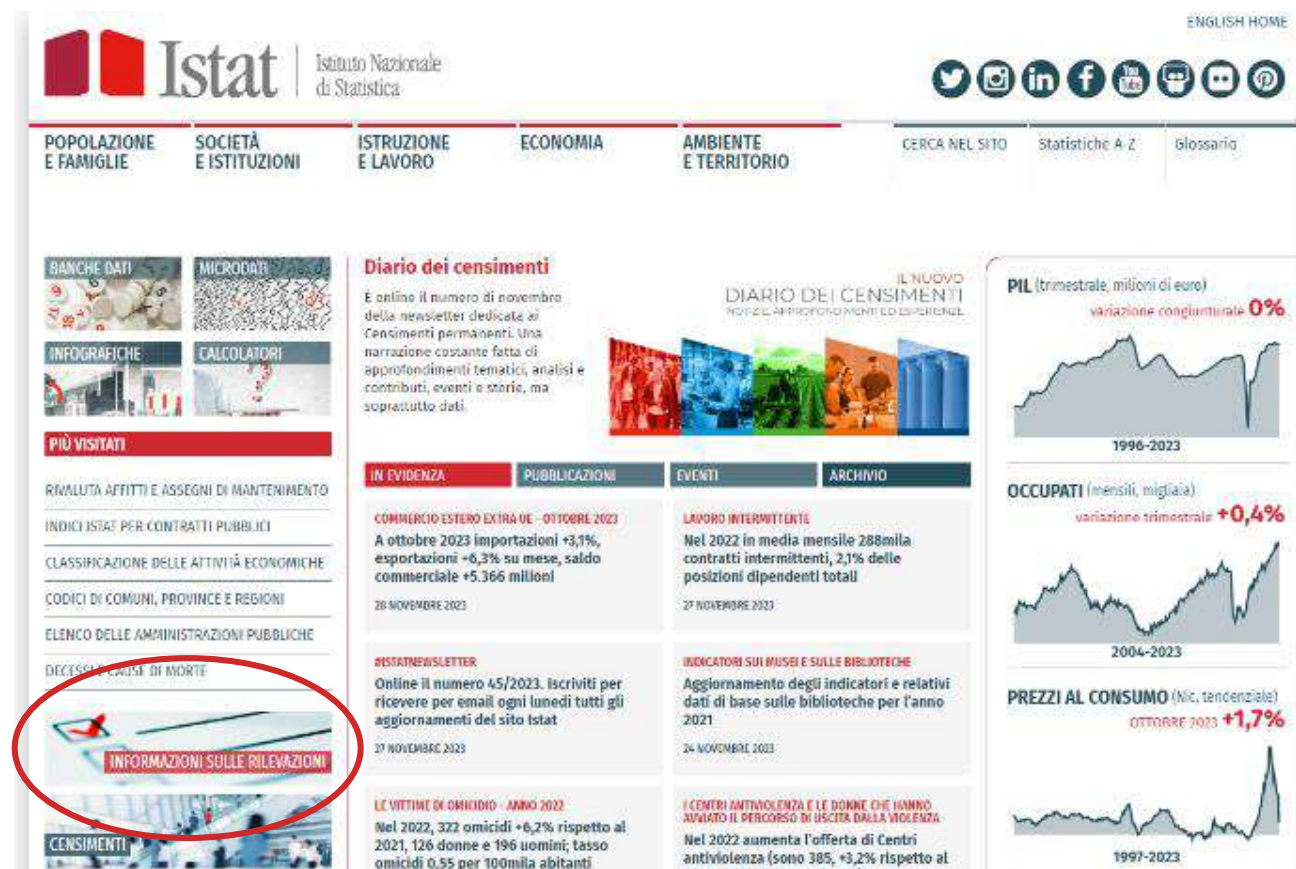 ENGLISH HOME
Istat
Istituto Nazionale
di Statistica
POPOLAZIONE
E FAMIGLIE
SOCIETÀ
E ISTITUZIONI
ISTRUZIONE
E LAVORO
ECONOMIA
AMBIENTE
E TERRITORIO
CERCA NEL SITO
Statistiche A-Z
Glossario
BANCHE DATI
MICRODATI
INFOGRAFICHE
CALCOLATORI
PIÙ VISITATI
RIVALUTA AFFITTI E ASSEGNI DI MANTENIMENTO
INDICI ISTAT PER CONTRATTI PUBBLICI
CLASSIFICAZIONE DELLE ATTIVITÀ ECONOMICHE
CODICI DI COMUNI, PROVINCE E REGIONI
ELENCO DELLE AMMINISTRAZIONI PUBBLICHE
DECESSI E CAUSE DI MORTE
INFORMAZIONI SULLE RILEVAZIONI
CENSIMENTI
Diario dei censimenti
È online il numero di novembre
della newsletter dedicata ai
Censimenti permanenti. Una
narrazione costante fatta di
approfondimenti tematici, analisi e
contributi, eventi e storie, ma
soprattutto dati.
IL NUOVO
DIARIO DEI CENSIMENTI
NOTIZIE, APPROFONDIMENTI ED ESPERIENZE
IN EVIDENZA
PUBBLICAZIONI
EVENTI
ARCHIVIO
COMMERCIO ESTERO EXTRA UE - OTTOBRE 2023
A ottobre 2023 importazioni +3,1%,
esportazioni +6,3% su mese, saldo
commerciale +5.366 milioni
28 NOVEMBRE 2023
LAVORO INTERMITTENTE
Nel 2022 in media mensile 288mila
contratti intermittenti, 2,1% delle
posizioni dipendenti totali
27 NOVEMBRE 2023
#ISTATNEWSLETTER
Online il numero 45/2023. Iscriviti per
ricevere per email ogni lunedì tutti gli
aggiornamenti del sito Istat
27 NOVEMBRE 2023
INDICATORI SUI MUSEI E SULLE BIBLIOTECHE
Aggiornamento degli indicatori e relativi
dati di base sulle biblioteche per l'anno
2021
24 NOVEMBRE 2023
LE VITTIME DI OMICIDIO - ANNO 2022
Nel 2022, 322 omicidi +6,2% rispetto al
2021, 126 donne e 196 uomini; tasso
omicidi 0,55 per 100mila abitanti
I CENTRI ANTIVIOLENZA E LE DONNE CHE HANNO
AVVIATO IL PERCORSO DI USCITA DALLA VIOLENZA
Nel 2022 aumenta l'offerta di Centri
antiviolenza (sono 385, +3,2% rispetto al
PIL (trimestrale, milioni di euro)
variazione congiunturale 0%
1996-2023
OCCUPATI (mensili, migliaia)
variazione trimestrale +0,4%
2004-2023
PREZZI AL CONSUMO (Nic, tendenziale)
OTTOBRE 2023 +1,7%
1997-2023